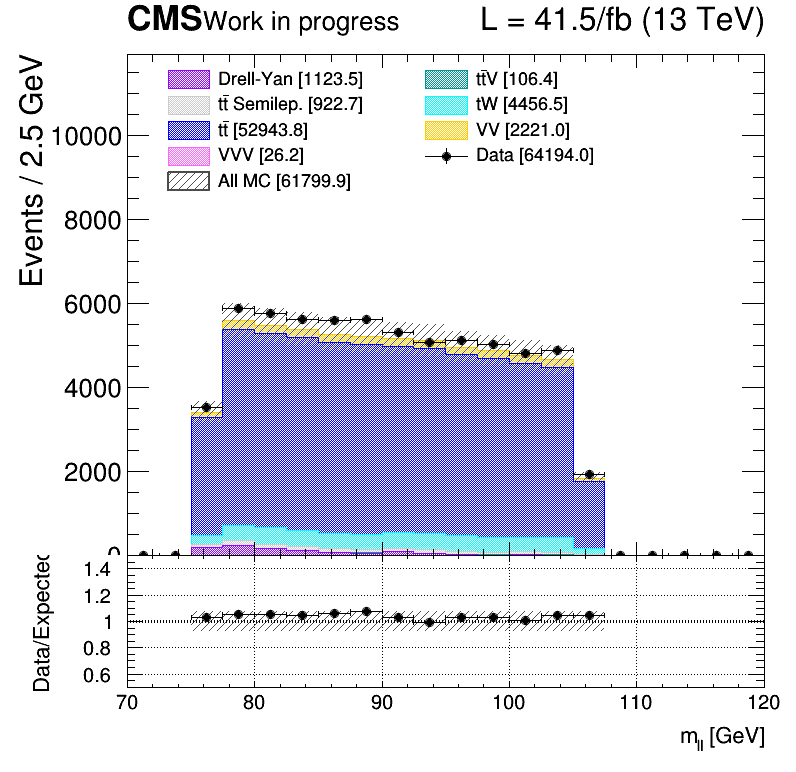 CMS Work in progress L = 41.5/fb (13 TeV)
Events / 2.5 GeV
Drell-Yan [1123.5]
tt̄ Semilep. [922.7]
tt̄ [52943.8]
VVV [26.2]
All MC [61799.9]
tt̄V [106.4]
tW [4456.5]
VV [2221.0]
Data [64194.0]
10000
8000
6000
4000
2000
0
Data/Expected
1.4
1.2
1
0.8
0.6
70 80 90 100 110 120
m_ll [GeV]